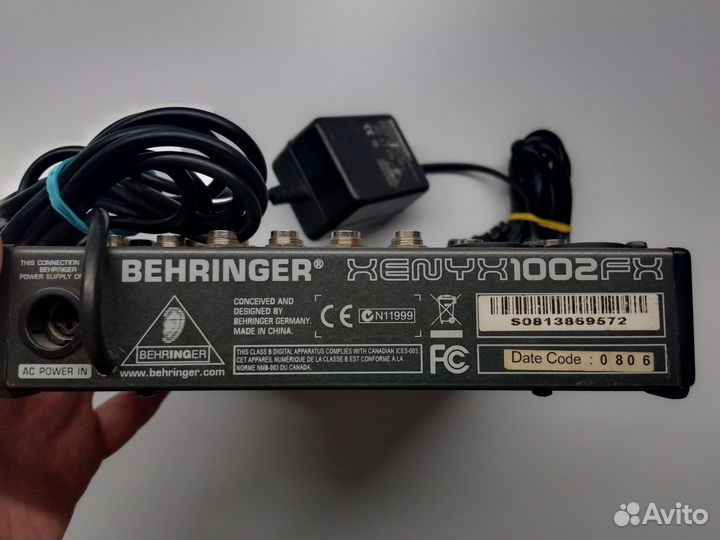 THIS CONNECTION
BEHRINGER
POWER SUPPLY ON
AC POWER IN
BEHRINGER®
XENYX1002FX
BEHRINGER
www.behringer.com
CONCEIVED AND
DESIGNED BY
BEHRINGER GERMANY.
MADE IN CHINA.
CE
N11999
THIS CLASS B DIGITAL APPARATUS COMPLIES WITH CANADIAN ICES-003
CET APPAREIL NUMÉRIQUE DE LA CLASSE B EST CONFORME À LA
NORME NMB-003 DU CANADA.
FC
S0813869572
Date Code : 0806
Avito